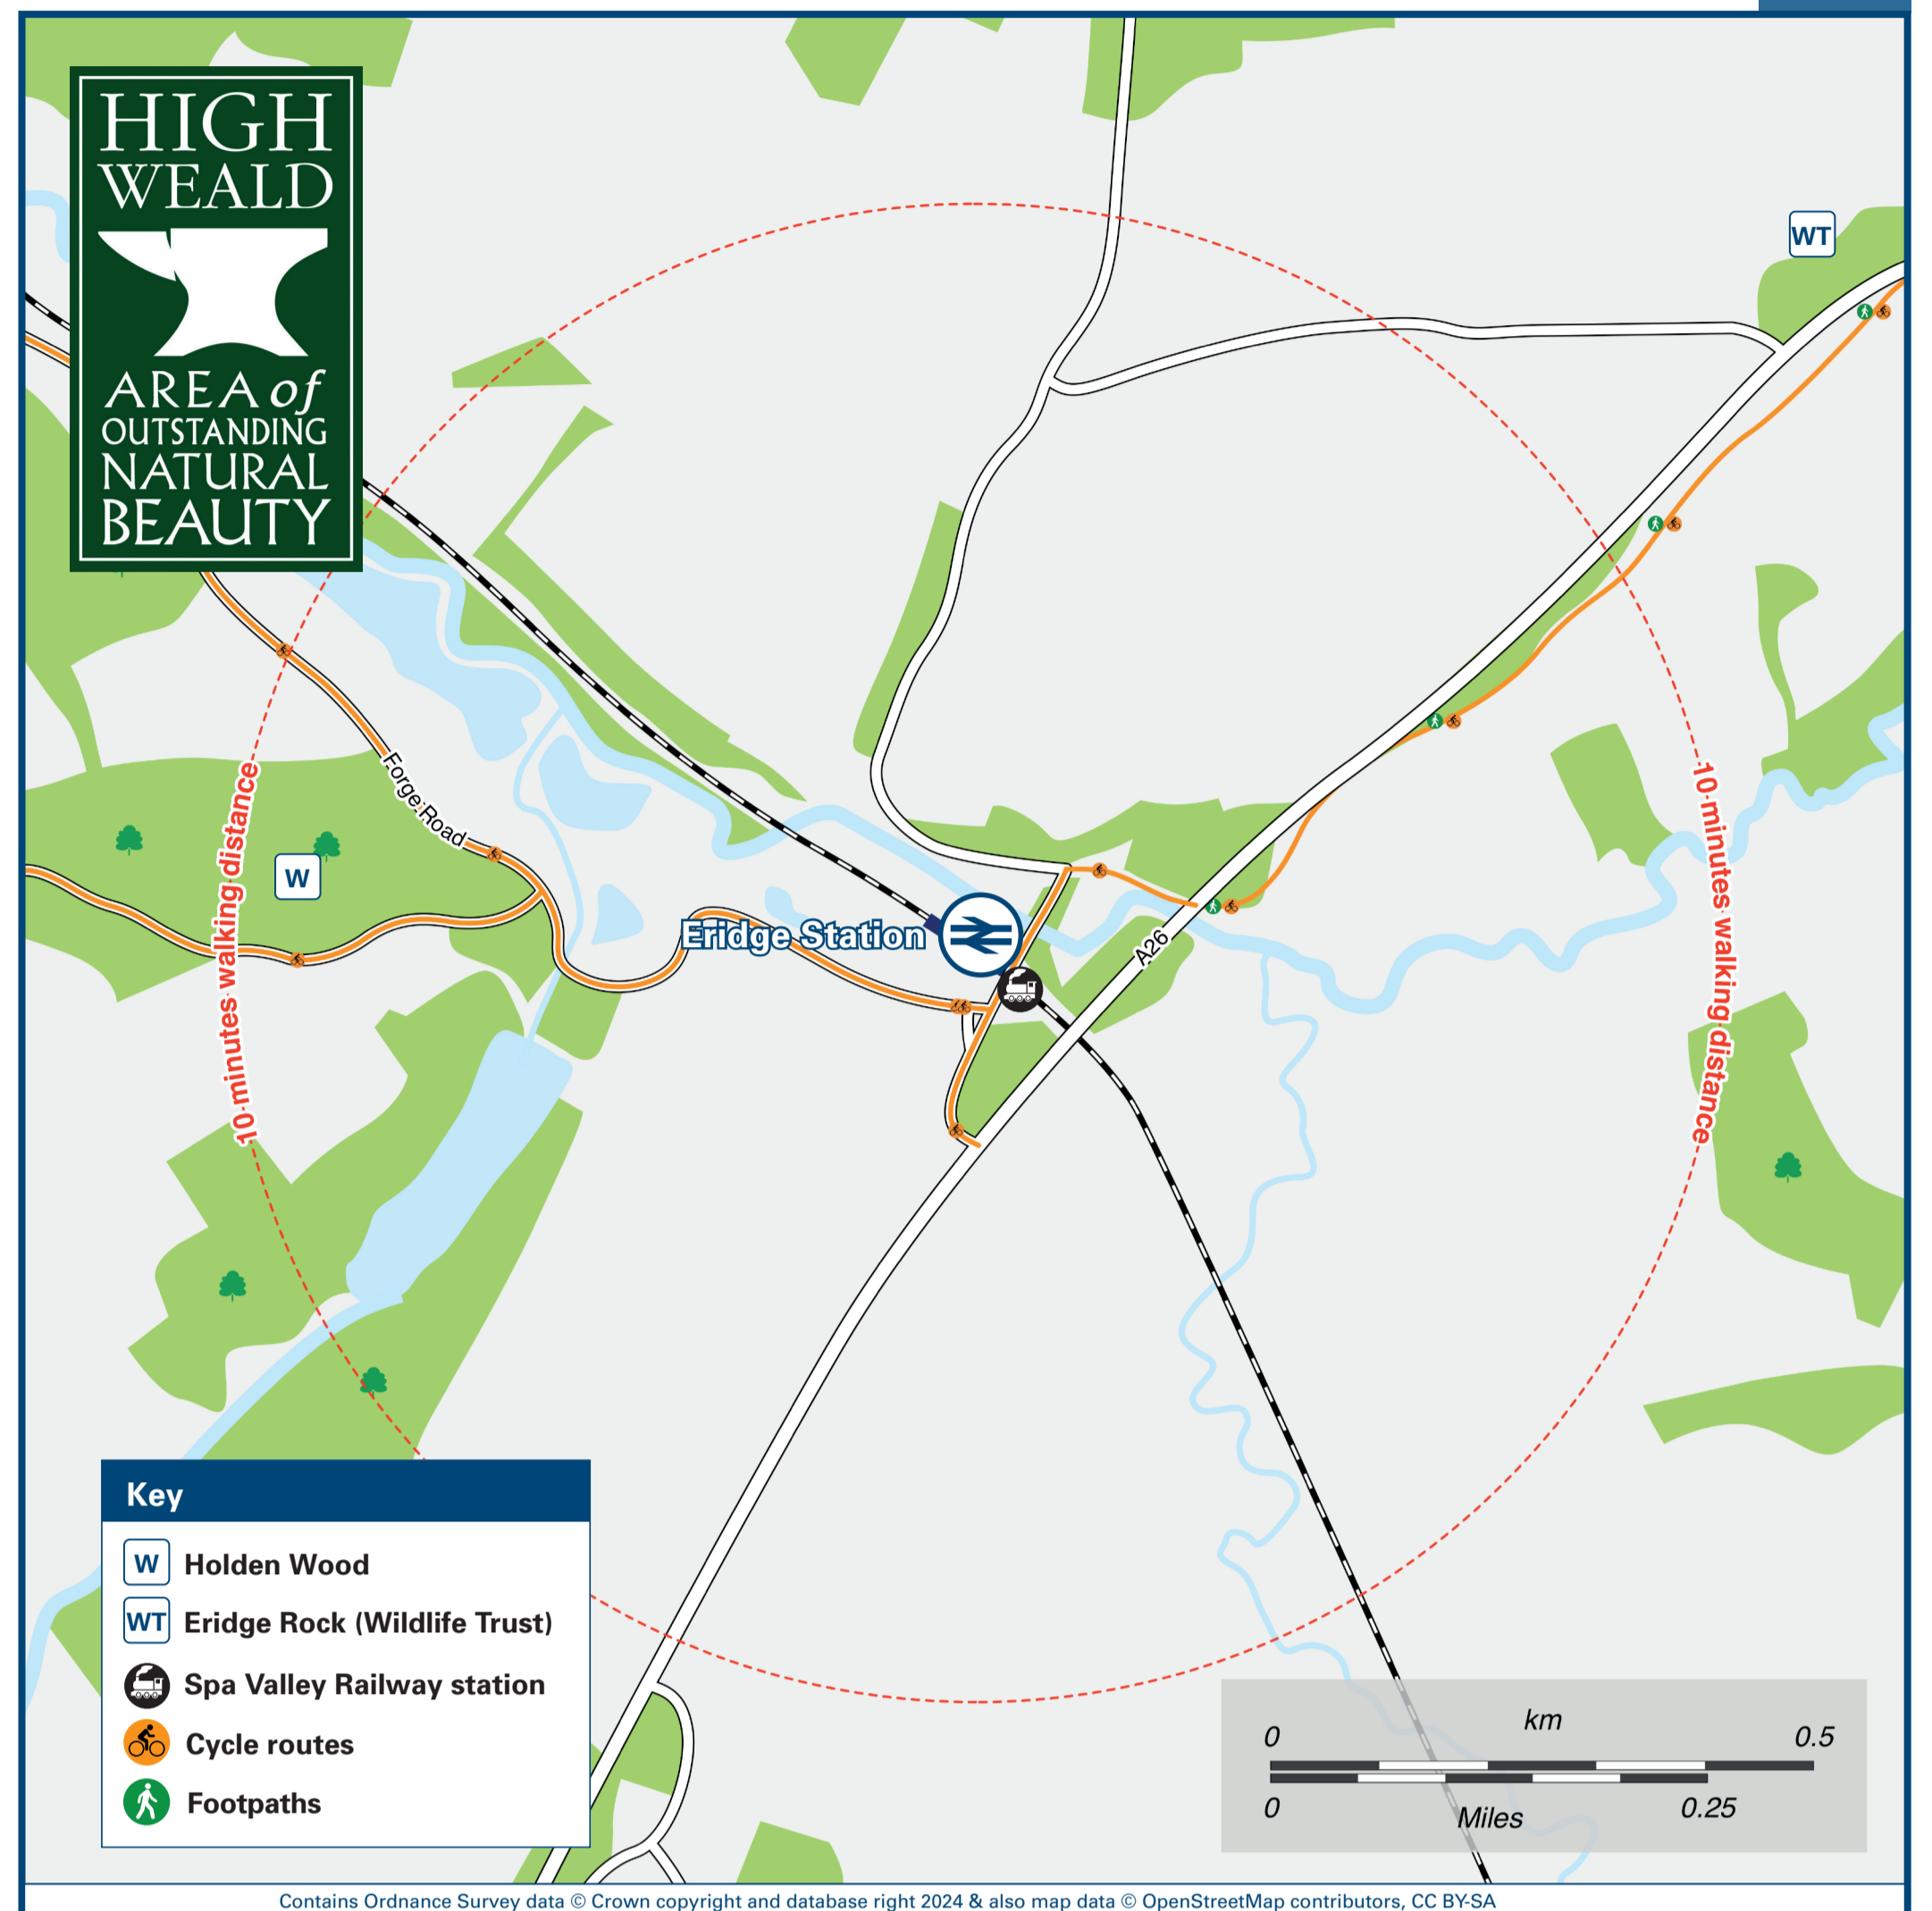 HIGH
WEALD
AREA of
OUTSTANDING
NATURAL
BEAUTY
WT
Forge Road
10 minutes walking distance
10 minutes walking distance
W
Eridge Station
A26
Key
W Holden Wood
WT Eridge Rock (Wildlife Trust)
Spa Valley Railway station
Cycle routes
Footpaths
km
0 0.5
0 0.25
Miles
Contains Ordnance Survey data © Crown copyright and database right 2024 & also map data © OpenStreetMap contributors, CC BY-SA